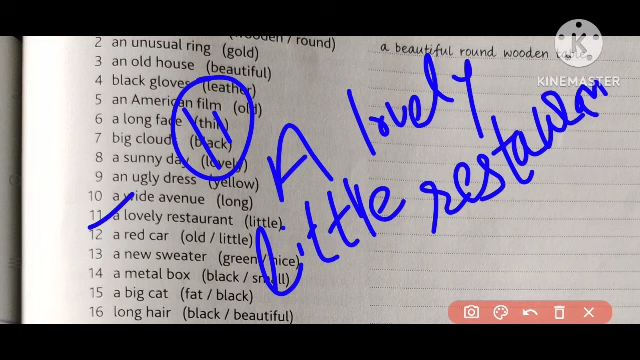 (wooden / round)
2 an unusual ring (gold)
a beautiful round wooden table
3 an old house (beautiful)
4 black gloves (leather)
5 an American film (old)
6 a long face (thin)
7 big clouds (black)
8 a sunny day (lovely)
9 an ugly dress (yellow)
10 a wide avenue (long)
11 a lovely restaurant (little)
12 a red car (old / little)
13 a new sweater (green / nice)
14 a metal box (black / small)
15 a big cat (fat / black)
16 long hair (black / beautiful)
11
A lovely
little restauran
KINEMASTER